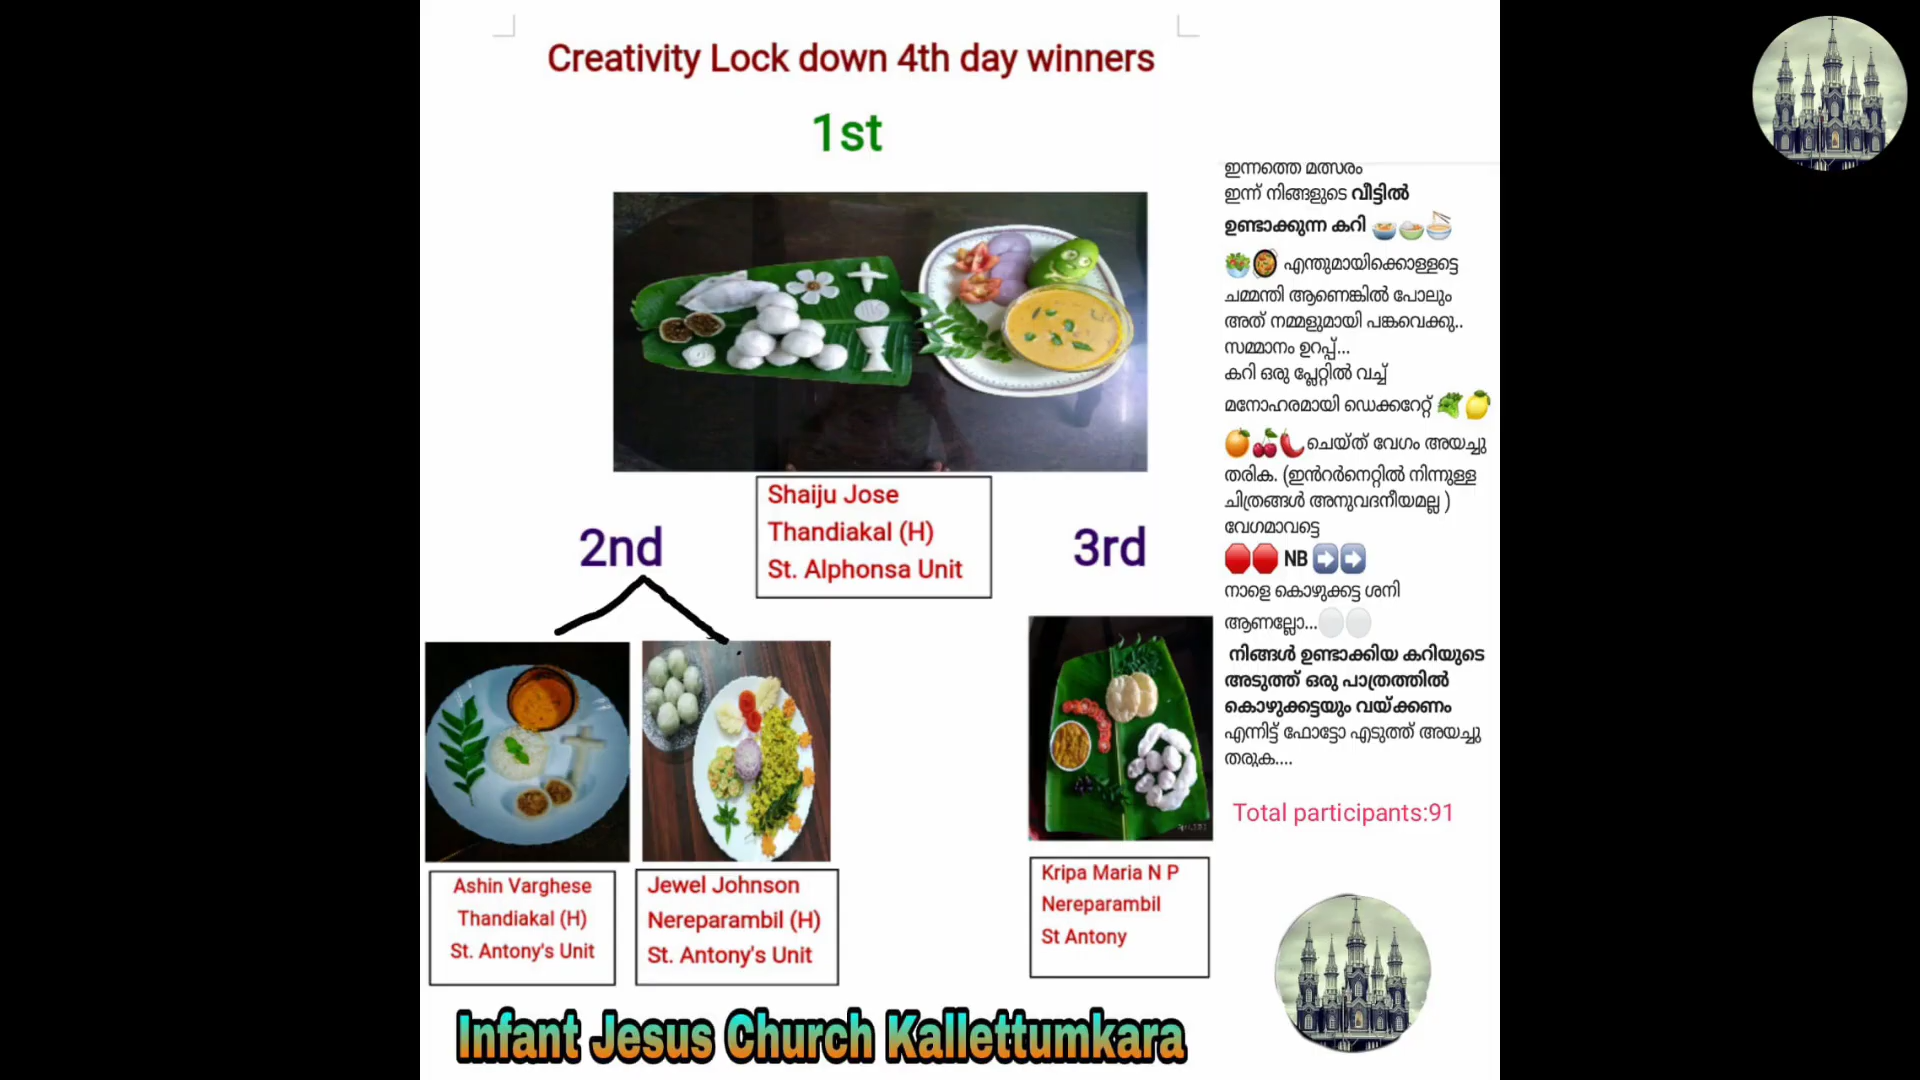 Creativity Lock down 4th day winners
1st
Shaiju Jose
Thandiakal (H)
St. Alphonsa Unit
2nd
3rd
Ashin Varghese
Thandiakal (H)
St. Antony's Unit
Jewel Johnson
Nereparambil (H)
St. Antony's Unit
Kripa Maria N P
Nereparambil
St Antony
ഇന്നത്തെ മത്സരം
ഇന്ന് നിങ്ങളുടെ വീട്ടിൽ
ഉണ്ടാക്കുന്ന കറി
എന്തുമായിക്കൊള്ളട്ടെ
ചമ്മന്തി ആണെങ്കിൽ പോലും
അത് നമ്മളുമായി പങ്കുവെക്കു..
സമ്മാനം ഉറപ്പ്...
കറി ഒരു പ്ലേറ്റിൽ വച്ച്
മനോഹരമായി ഡെക്കറേറ്റ്
ചെയ്ത് വേഗം അയച്ചു
തരിക. (ഇൻറർനെറ്റിൽ നിന്നുള്ള
ചിത്രങ്ങൾ അനുവദനീയമല്ല )
വേഗമാവട്ടെ
NB
നാളെ കൊഴുക്കട്ട ശനി
ആണല്ലോ...
നിങ്ങൾ ഉണ്ടാക്കിയ കറിയുടെ
അടുത്ത് ഒരു പാത്രത്തിൽ
കൊഴുക്കട്ടയും വയ്ക്കണം
എന്നിട്ട് ഫോട്ടോ എടുത്ത് അയച്ചു
തരുക....
Total participants:91
Infant Jesus Church Kallettumkara